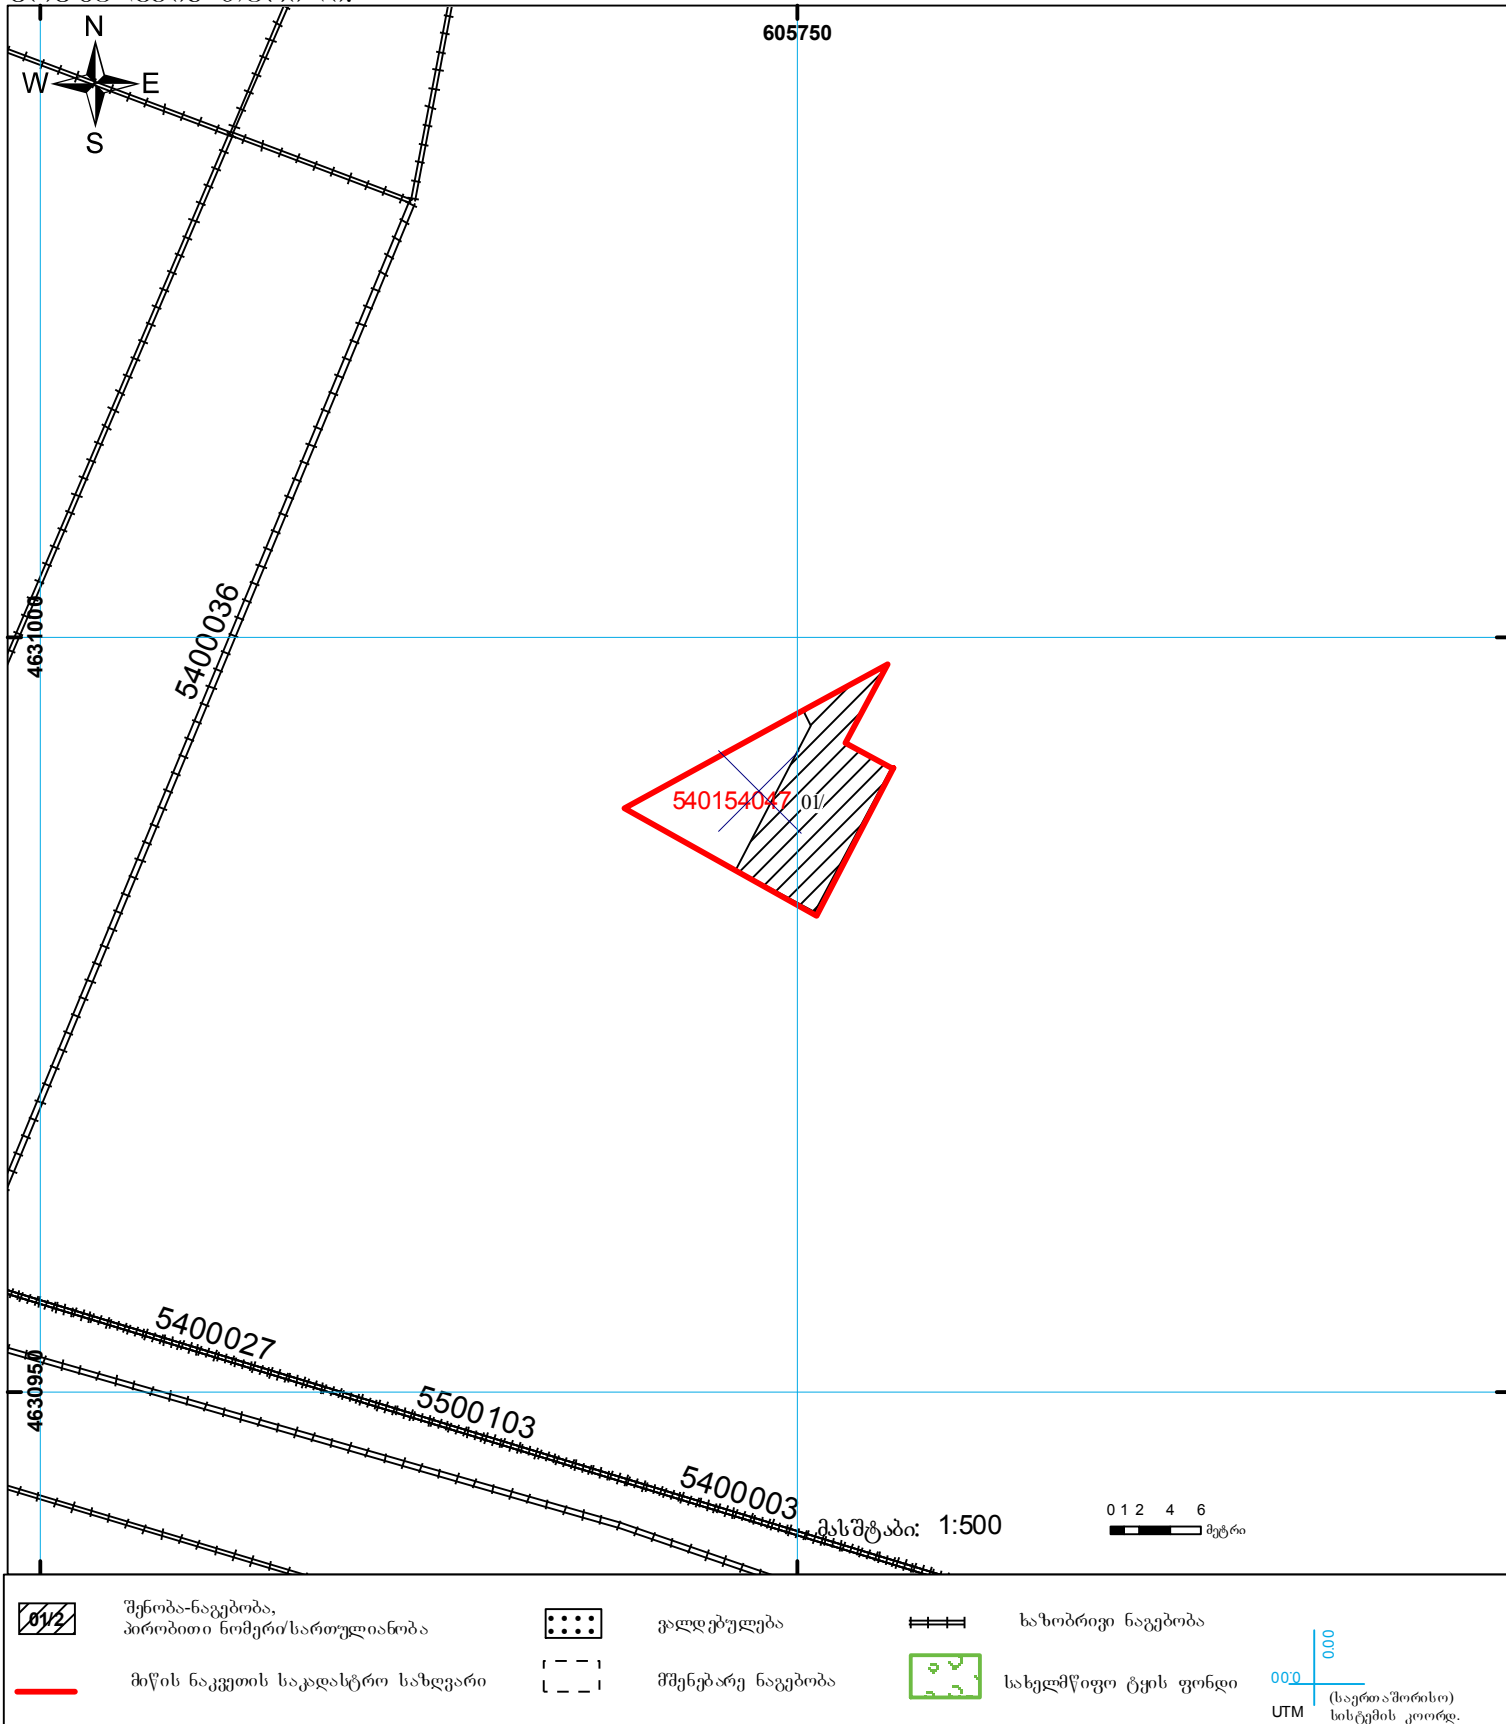 605750
N
W E
S
4631000
5400036
540154047 01/
4630950
5400027
5500103
5400003
მასშტაბი: 1:500
0 1 2 4 6
მეტრი
01/2
შენობა-ნაგებობა,
პირობითი ნომერი/სართულიანობა
ვალდებულება
ხაზობრივი ნაგებობა
მიწის ნაკვეთის საკადასტრო საზღვარი
მშენებარე ნაგებობა
სახელმწიფო ტყის ფონდი
00.0
00.0
UTM
(საერთაშორისო)
სისტემის კოორდ.